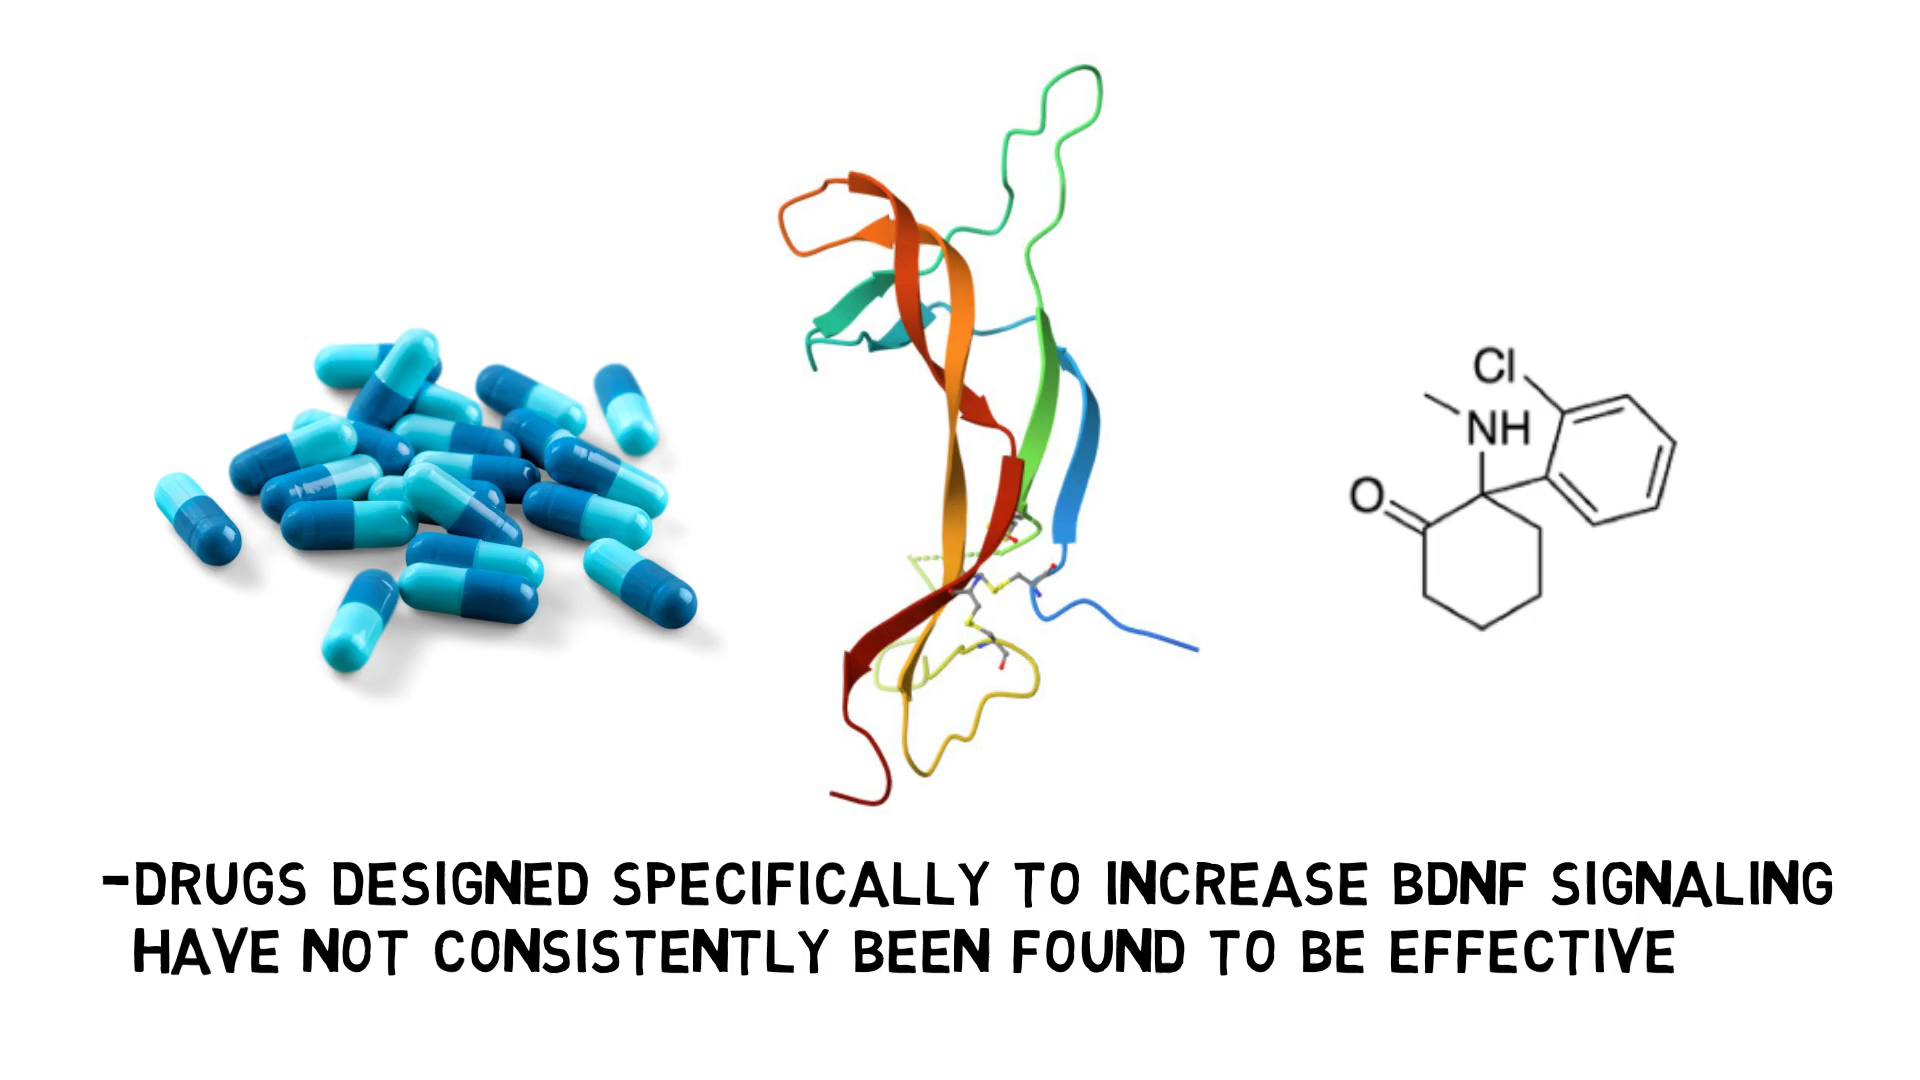 Cl
NH
O
-DRUGS DESIGNED SPECIFICALLY TO INCREASE BDNF SIGNALING
HAVE NOT CONSISTENTLY BEEN FOUND TO BE EFFECTIVE